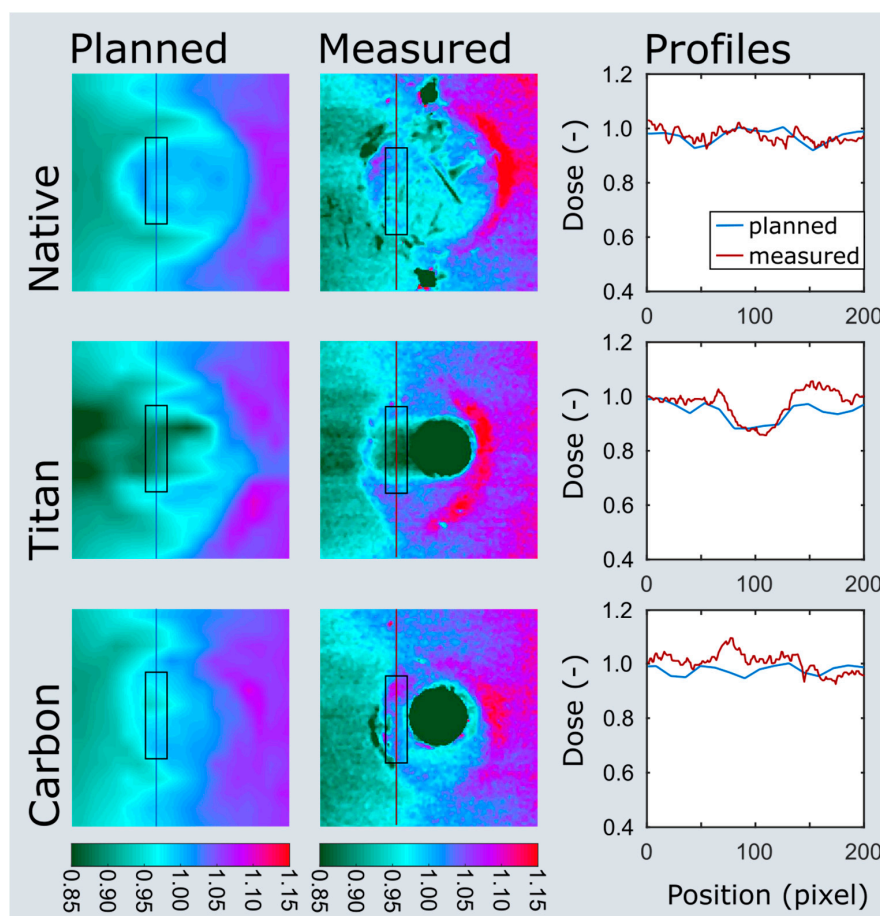 Planned Measured Profiles
Native
1.2
1.0
0.8
0.6
0.4
Dose (-)
planned
measured
0 100 200
Titan
1.2
1.0
0.8
0.6
0.4
Dose (-)
0 100 200
Carbon
1.2
1.0
0.8
0.6
0.4
Dose (-)
0 100 200
0.85 0.90 0.95 1.00 1.05 1.10 1.15
0.85 0.90 0.95 1.00 1.05 1.10 1.15
Position (pixel)